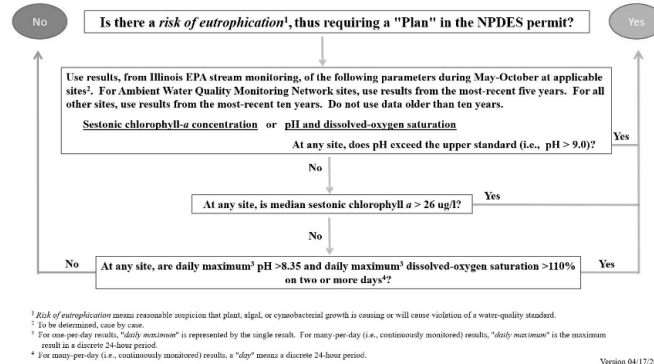 No
Is there a risk of eutrophication¹, thus requiring a "Plan" in the NPDES permit?
Yes
Use results, from Illinois EPA stream monitoring, of the following parameters during May-October at applicable
sites². For Ambient Water Quality Monitoring Network sites, use results from the most-recent five years. For all
other sites, use results from the most-recent ten years. Do not use data older than ten years.
Sestonic chlorophyll-a concentration or pH and dissolved-oxygen saturation
At any site, does pH exceed the upper standard (i.e., pH > 9.0)?
Yes
No
At any site, is median sestonic chlorophyll a > 26 ug/l?
Yes
No
No
At any site, are daily maximum³ pH >8.35 and daily maximum³ dissolved-oxygen saturation >110%
on two or more days⁴?
Yes
¹ Risk of eutrophication means reasonable suspicion that plant, algal, or cynaobacterial growth is causing or will cause violation of a water-quality standard.
² To be determined, case by case.
³ For one-per-day results, "daily maximum" is represented by the single result. For many-per-day (i.e., continuously monitored) results, "daily maximum" is the maximum
result in a discrete 24-hour period.
⁴ For many-per-day (i.e., continuously monitored) results, a "day" means a discrete 24-hour period.
Version 04/17/2